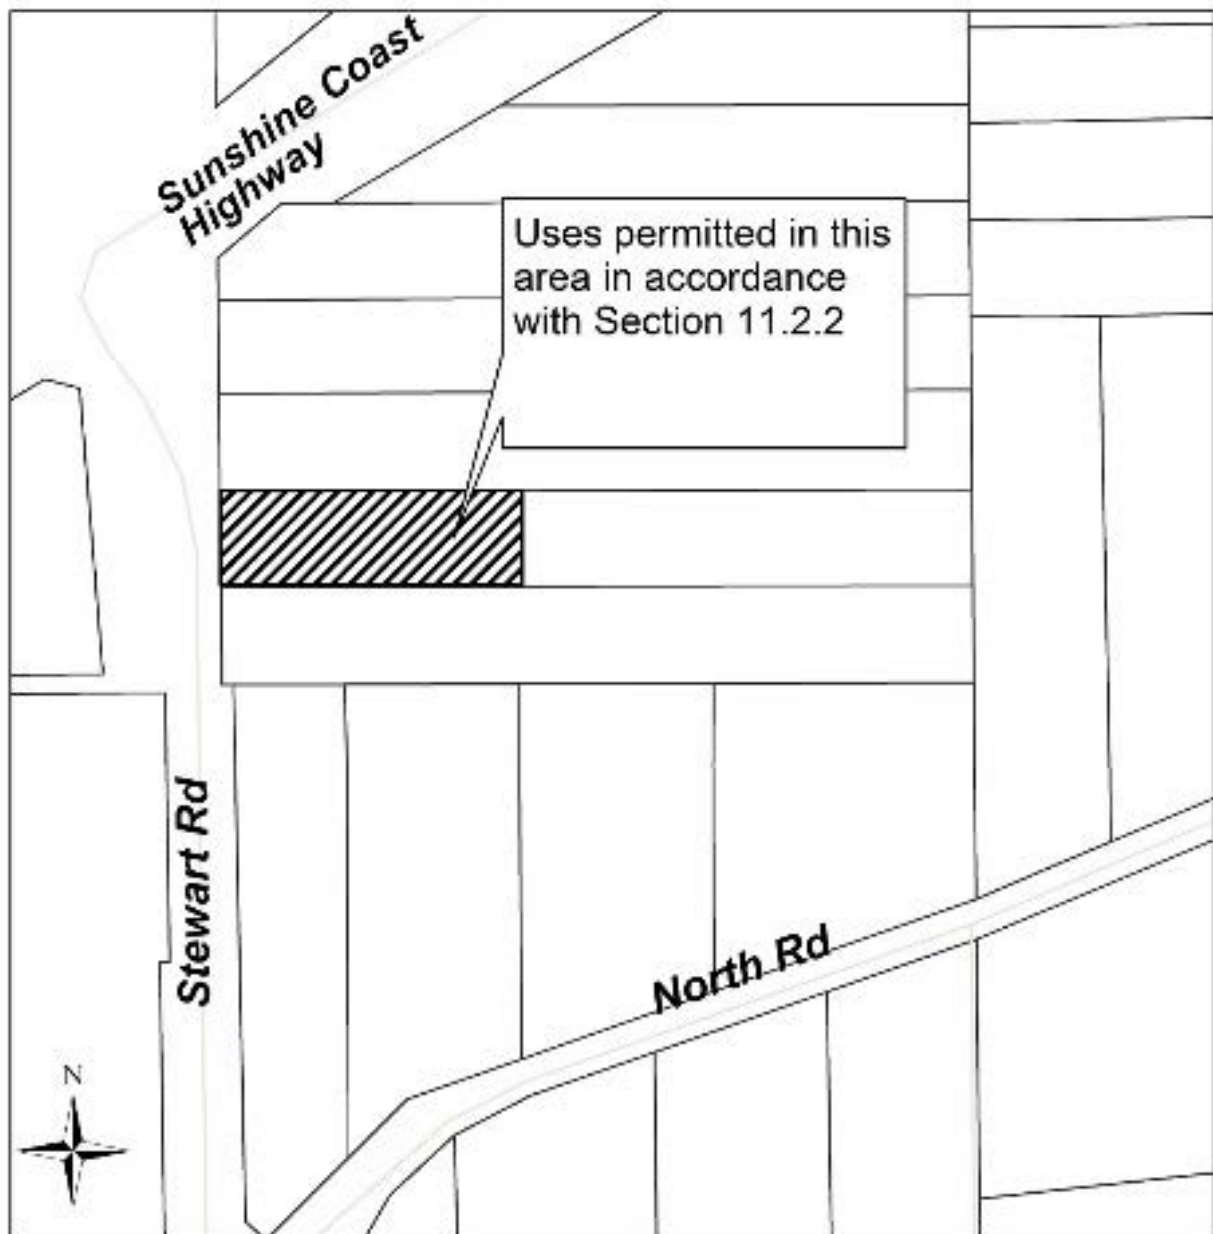 Sunshine Coast
Highway
Uses permitted in this
area in accordance
with Section 11.2.2
Stewart Rd
North Rd
N